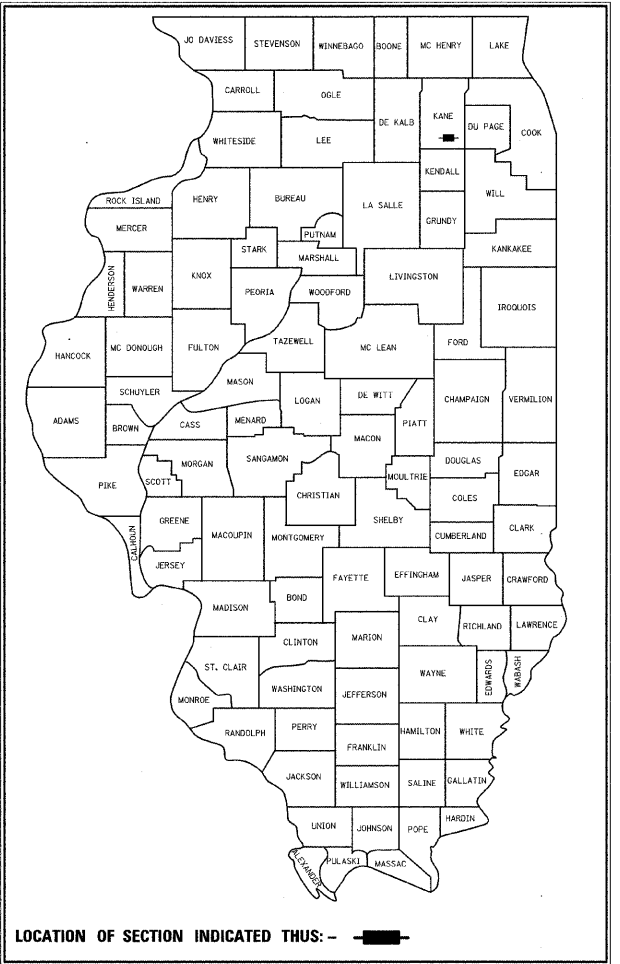 JO DAVIESS
STEVENSON
WINNEBAGO
BOONE
MC HENRY
LAKE
CARROLL
OGLE
DE KALB
KANE
DU PAGE
COOK
WHITESIDE
LEE
KENDALL
WILL
ROCK ISLAND
HENRY
BUREAU
LA SALLE
GRUNDY
MERCER
PUTNAM
STARK
MARSHALL
KANKAKEE
HENDERSON
WARREN
KNOX
PEORIA
WOODFORD
LIVINGSTON
IROQUOIS
HANCOCK
MC DONOUGH
FULTON
TAZEWELL
MC LEAN
FORD
MASON
SCHUYLER
LOGAN
DE WITT
CHAMPAIGN
VERMILION
ADAMS
BROWN
CASS
MENARD
PIATT
MACON
MORGAN
SANGAMON
DOUGLAS
EDGAR
PIKE
SCOTT
CHRISTIAN
MOULTRIE
COLES
GREENE
MACOUPIN
MONTGOMERY
SHELBY
CUMBERLAND
CLARK
CALHOUN
JERSEY
FAYETTE
EFFINGHAM
JASPER
CRAWFORD
MADISON
BOND
CLAY
RICHLAND
LAWRENCE
CLINTON
MARION
ST. CLAIR
WAYNE
EDWARDS
WABASH
WASHINGTON
JEFFERSON
MONROE
RANDOLPH
PERRY
HAMILTON
WHITE
FRANKLIN
JACKSON
WILLIAMSON
SALINE
GALLATIN
UNION
JOHNSON
POPE
HARDIN
ALEXANDER
PULASKI
MASSAC
LOCATION OF SECTION INDICATED THUS: -